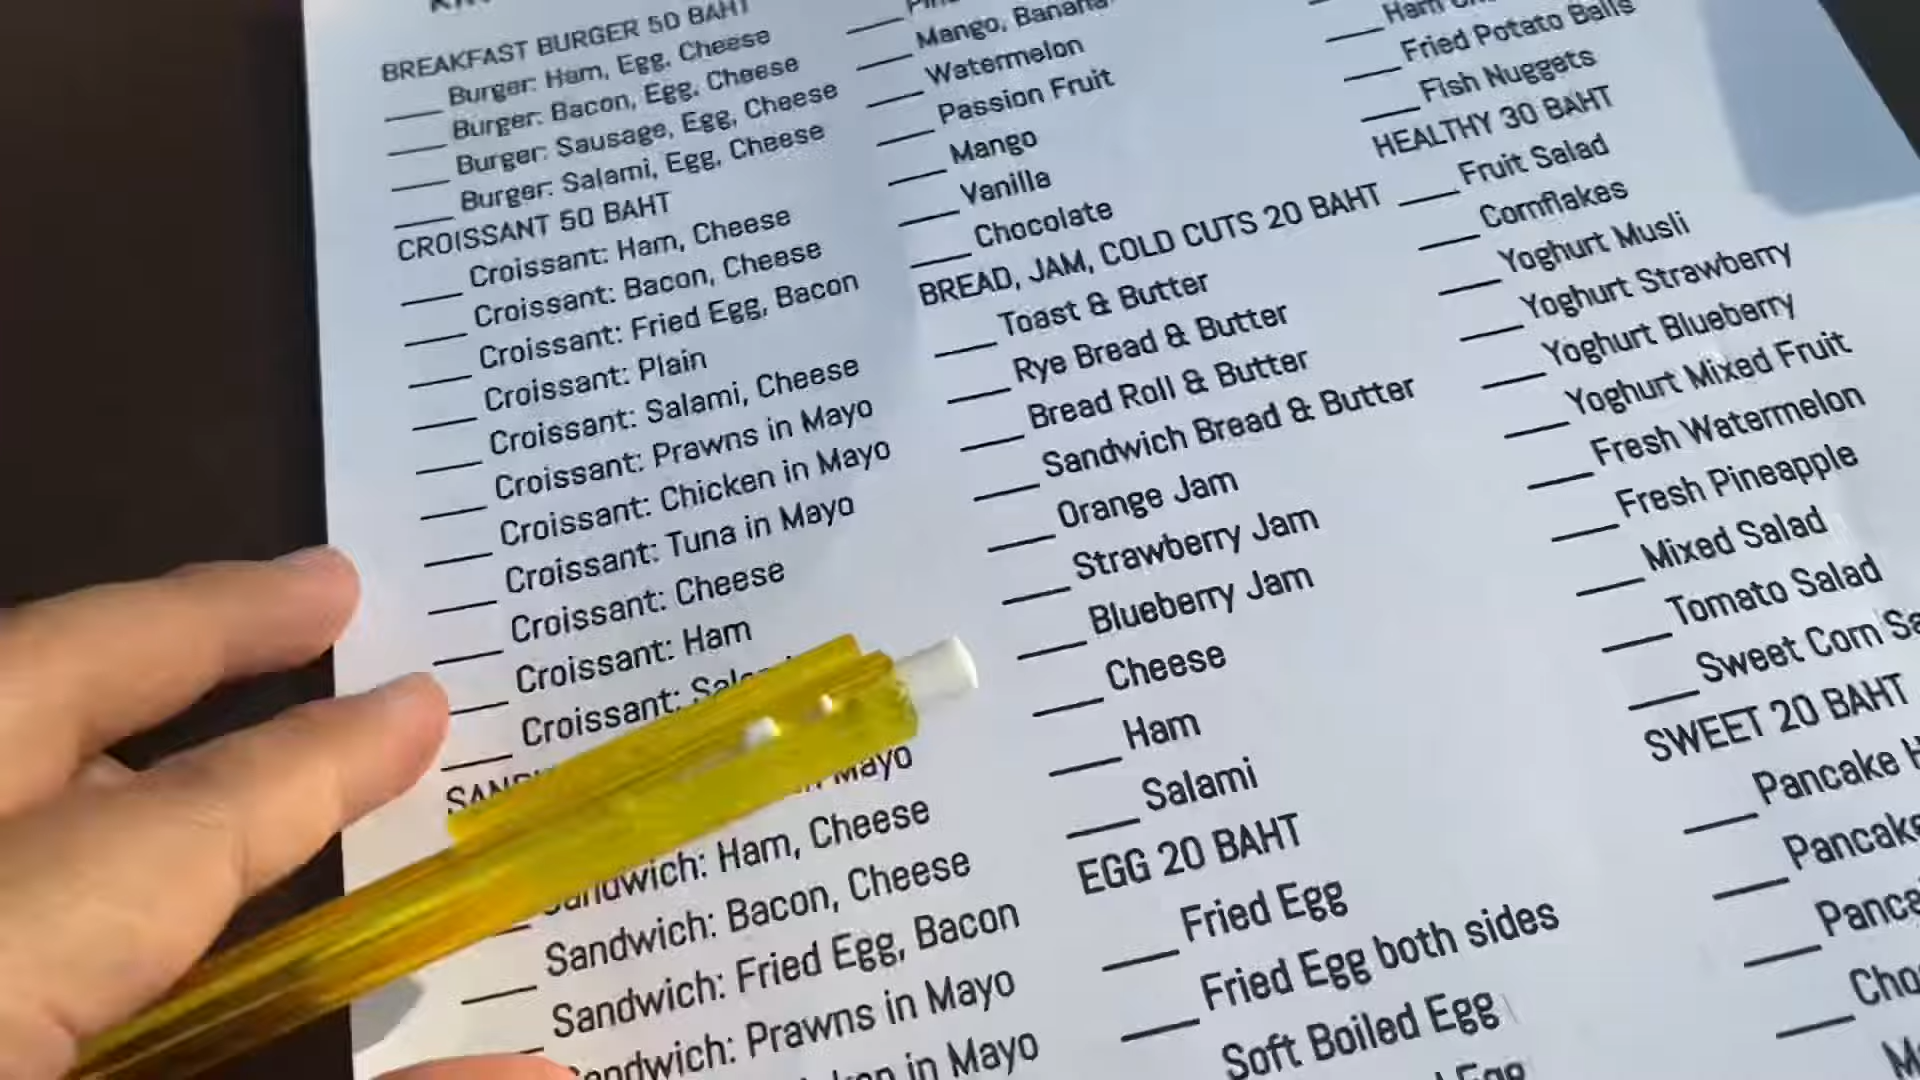 BREAKFAST BURGER 50 BAHT
Burger: Ham, Egg, Cheese
Burger: Bacon, Egg, Cheese
Burger: Sausage, Egg, Cheese
Burger: Salami, Egg, Cheese
CROISSANT 50 BAHT
Croissant: Ham, Cheese
Croissant: Bacon, Cheese
Croissant: Fried Egg, Bacon
Croissant: Plain
Croissant: Salami, Cheese
Croissant: Prawns in Mayo
Croissant: Chicken in Mayo
Croissant: Tuna in Mayo
Croissant: Cheese
Croissant: Ham
Croissant:
Mayo
Ham, Cheese
Sandwich: Bacon, Cheese
Sandwich: Fried Egg, Bacon
Prawns in Mayo
in Mayo
Mango, Banana
Watermelon
Passion Fruit
Mango
Vanilla
Chocolate
BREAD, JAM, COLD CUTS 20 BAHT
Toast & Butter
Rye Bread & Butter
Bread Roll & Butter
Sandwich Bread & Butter
Orange Jam
Strawberry Jam
Blueberry Jam
Cheese
Ham
Salami
EGG 20 BAHT
Fried Egg
Fried Egg both sides
Soft Boiled Egg
Egg
Ham
Fried Potato Balls
Fish Nuggets
HEALTHY 30 BAHT
Fruit Salad
Cornflakes
Yoghurt Musli
Yoghurt Strawberry
Yoghurt Blueberry
Yoghurt Mixed Fruit
Fresh Watermelon
Fresh Pineapple
Mixed Salad
Tomato Salad
Sweet Corn
SWEET 20 BAHT
Pancake